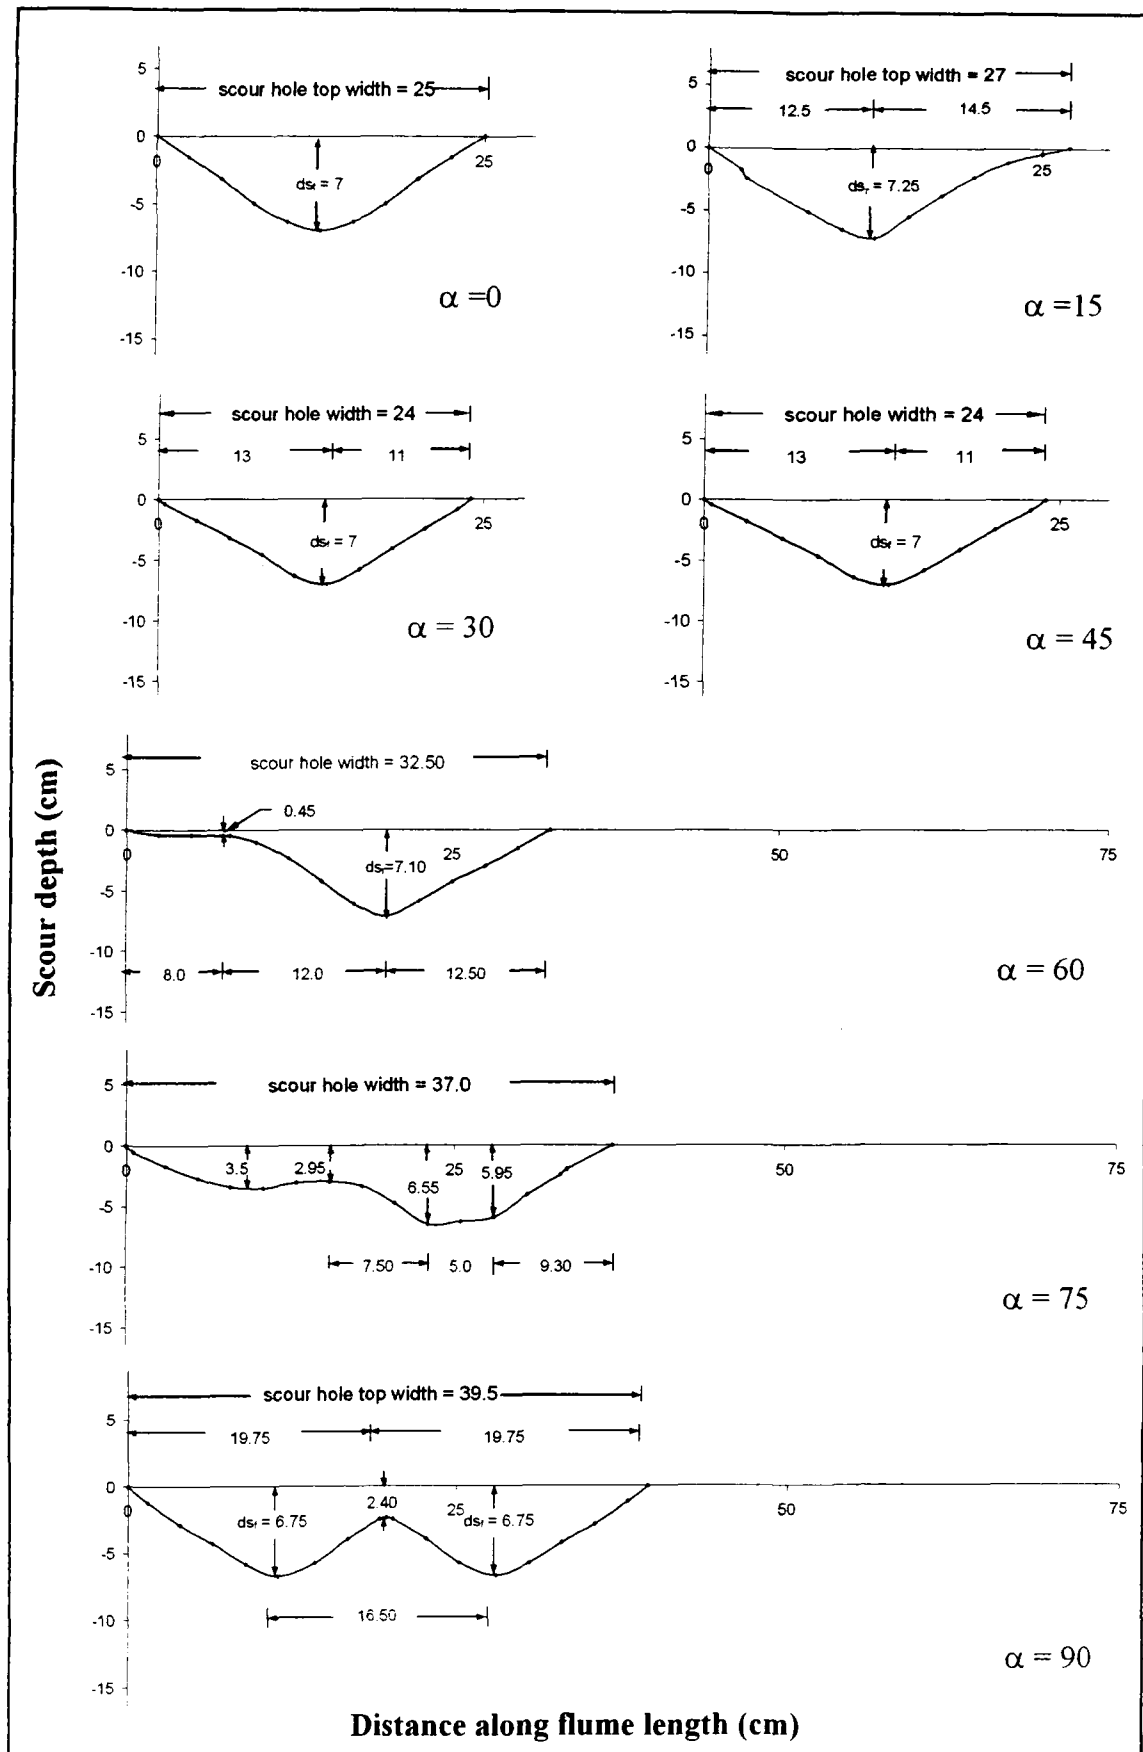 scour hole top width = 25
5
0
-5
-10
-15
0
25
dsf = 7
α =0
scour hole top width = 27
12.5 14.5
5
0
-5
-10
-15
0
25
dsf = 7.25
α =15
scour hole width = 24
13 11
5
0
-5
-10
-15
0
25
dsf = 7
α = 30
scour hole width = 24
13 11
5
0
-5
-10
-15
0
25
dsf = 7
α = 45
Scour depth (cm)
scour hole width = 32.50
5
0
-5
-10
-15
0.45
0 25 50 75
dsf=7.10
8.0 12.0 12.50
α = 60
scour hole width = 37.0
5
0
-5
-10
-15
0 25 50 75
3.5 2.95 6.55 5.95
7.50 5.0 9.30
α = 75
scour hole top width = 39.5
19.75 19.75
5
0
-5
-10
-15
0 25 50 75
dsf = 6.75 2.40 dsf = 6.75
16.50
α = 90
Distance along flume length (cm)